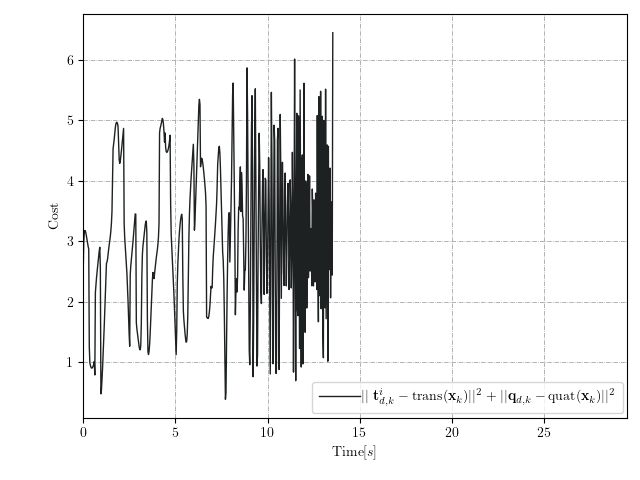 6
5
4
3
2
1
Cost
|| t^i_{d,k} − trans(x_k)||^2 + ||q_{d,k} − quat(x_k)||^2
0 5 10 15 20 25
Time[s]